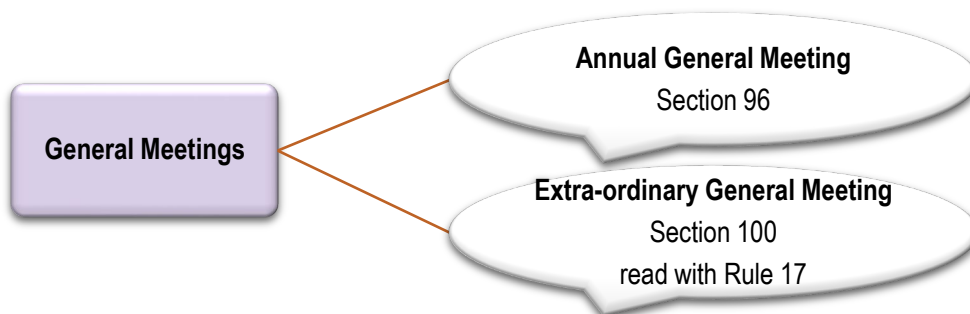 General Meetings
Annual General Meeting
Section 96
Extra-ordinary General Meeting
Section 100
read with Rule 17